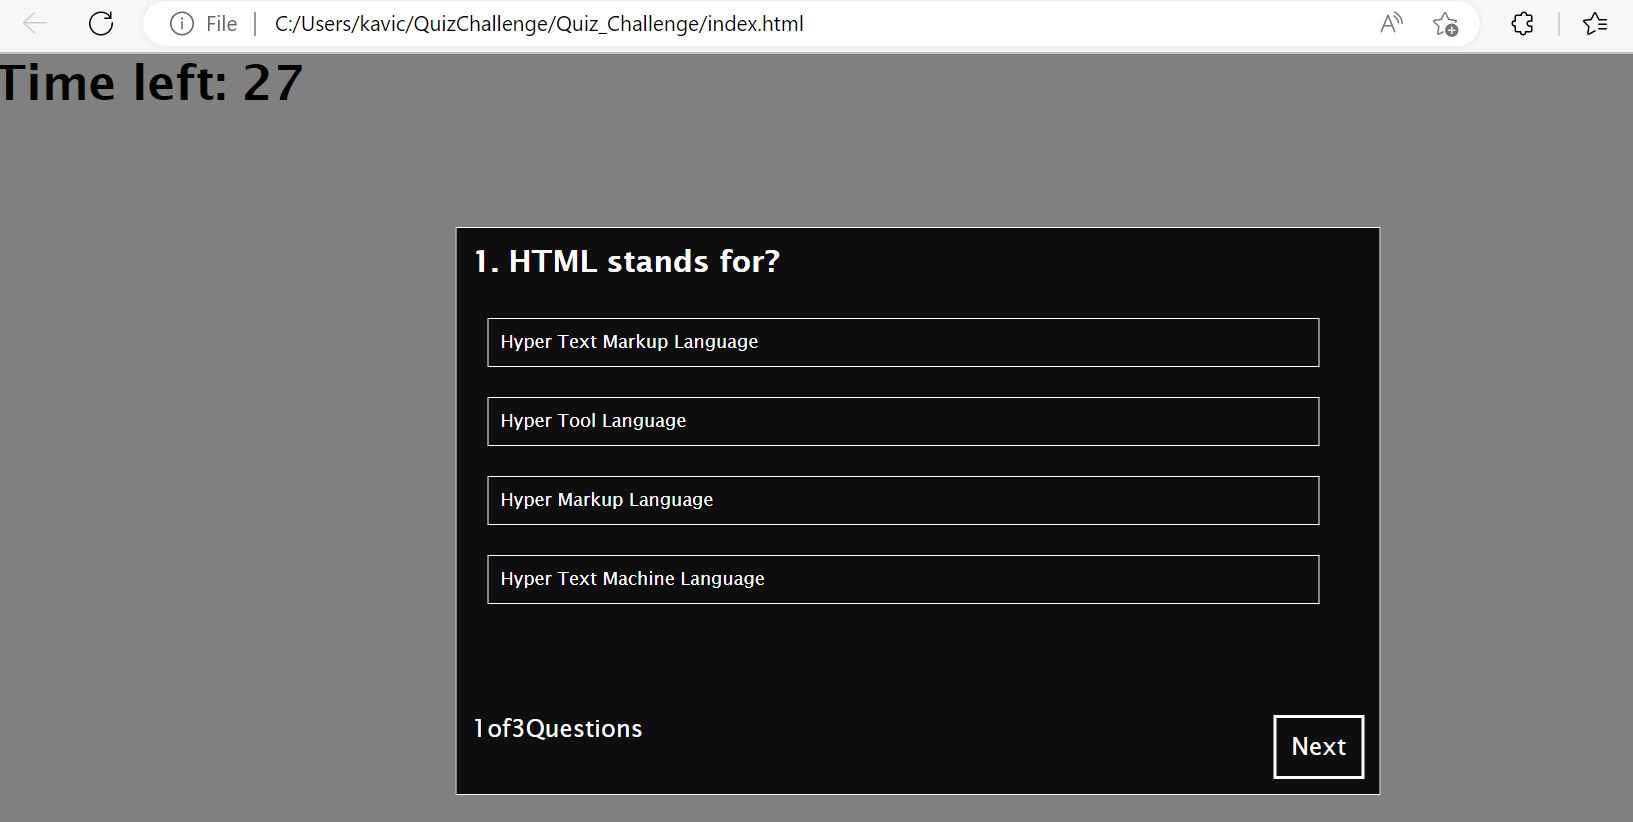 File C:/Users/kavic/QuizChallenge/Quiz_Challenge/index.html
Time left: 27
1. HTML stands for?
Hyper Text Markup Language
Hyper Tool Language
Hyper Markup Language
Hyper Text Machine Language
1of3Questions
Next